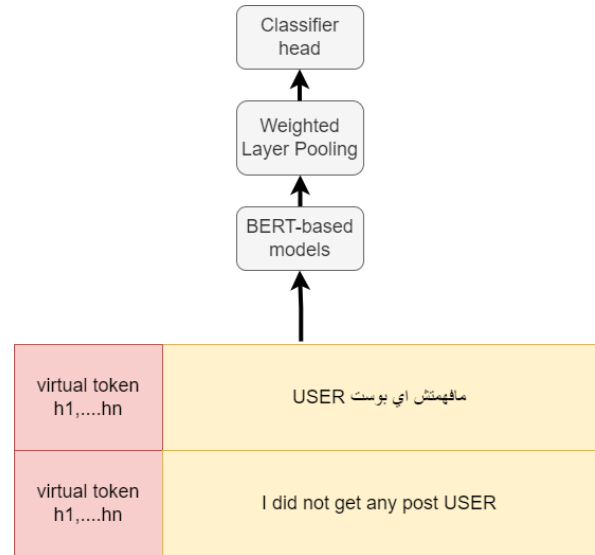 Classifier
head
Weighted
Layer Pooling
BERT-based
models
virtual token
h1,....hn
مافهمتش اي بوست USER
virtual token
h1,....hn
I did not get any post USER